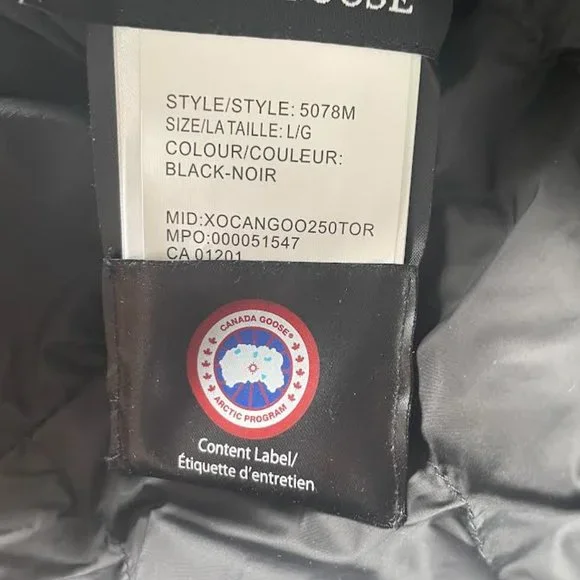 GOOSE
STYLE/STYLE: 5078M
SIZE/LA TAILLE: L/G
COLOUR/COULEUR:
BLACK-NOIR
MID:XOCANGOO250TOR
MPO:000051547
CA 01201
CANADA GOOSE®
ARCTIC PROGRAM
Content Label/
Étiquette d'entretien